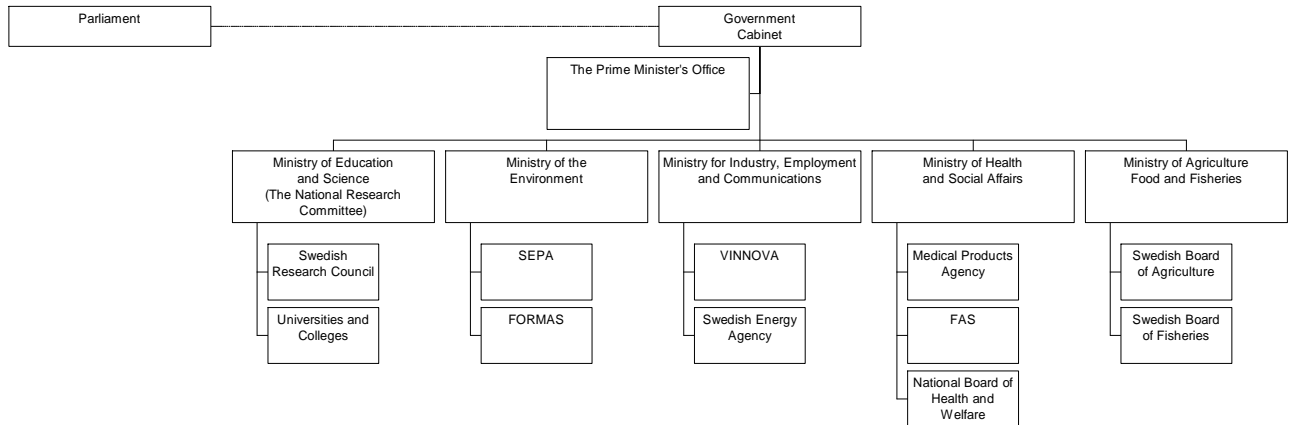 Parliament
Government
Cabinet
The Prime Minister's Office
Ministry of Education
and Science
(The National Research
Committee)
Ministry of the
Environment
Ministry for Industry, Employment
and Communications
Ministry of Health
and Social Affairs
Ministry of Agriculture
Food and Fisheries
Swedish
Research Council
Universities and
Colleges
SEPA
FORMAS
VINNOVA
Swedish Energy
Agency
Medical Products
Agency
FAS
National Board of
Health and
Welfare
Swedish Board
of Agriculture
Swedish Board
of Fisheries